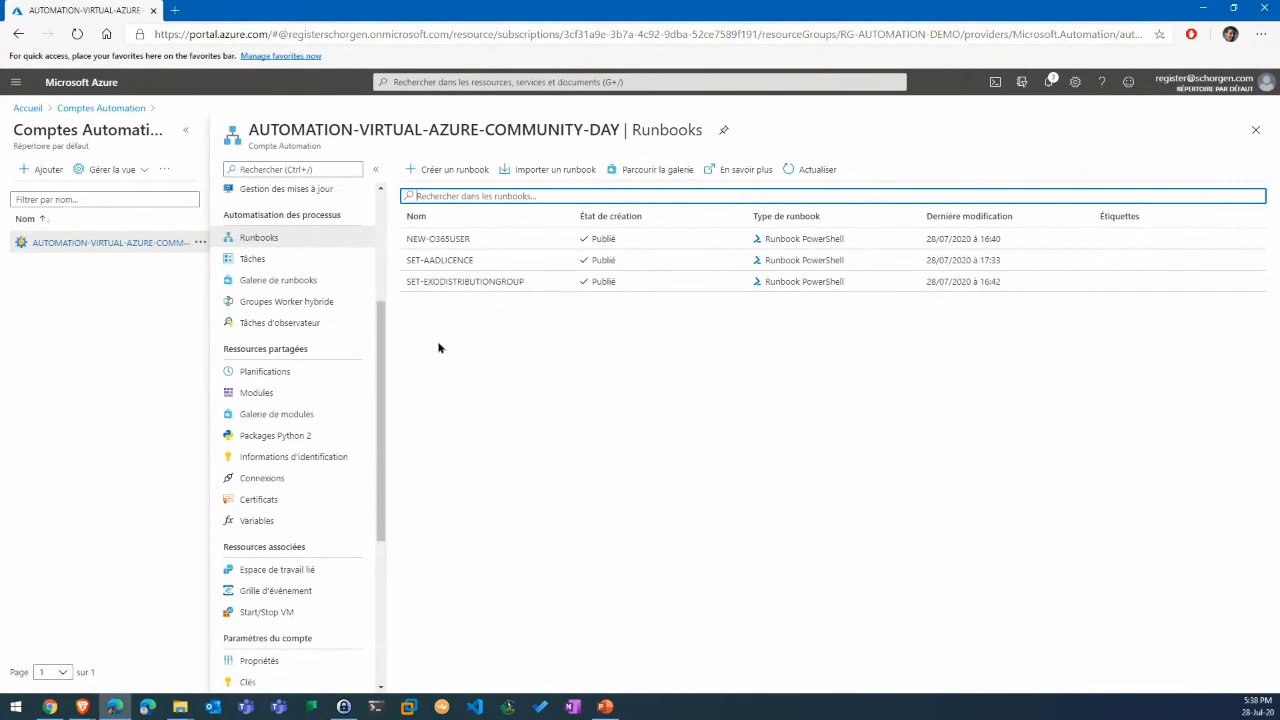 AUTOMATION-VIRTUAL-AZURE-COMM
https://portal.azure.com/#@registerschorgen.onmicrosoft.com/resource/subscriptions/3cf31a9e-3b7a-4c92-9dba-52ce7589f191/resourceGroups/RG-AUTOMATION-DEMO/providers/Microsoft.Automation/aut...
For quick access, place your favorites here on the favorites bar. Manage favorites now
Microsoft Azure
Rechercher dans les ressources, services et documents (G+/)
1
register@schorgen.com
RÉPERTOIRE PAR DÉFAUT
Accueil > Comptes Automation >
Comptes Automati... «
Répertoire par défaut
Ajouter Gérer la vue ...
Filtrer par nom...
Nom ↑↓
AUTOMATION-VIRTUAL-AZURE-COMM... ...
Page 1 sur 1
AUTOMATION-VIRTUAL-AZURE-COMMUNITY-DAY | Runbooks
Compte Automation
Rechercher (Ctrl+/) «
Gestion des mises à jour
Automatisation des processus
Runbooks
Tâches
Galerie de runbooks
Groupes Worker hybride
Tâches d'observateur
Ressources partagées
Planifications
Modules
Galerie de modules
Packages Python 2
Informations d'identification
Connexions
Certificats
fx Variables
Ressources associées
Espace de travail lié
Grille d'événement
Start/Stop VM
Paramètres du compte
Propriétés
Clés
Créer un runbook Importer un runbook Parcourir la galerie En savoir plus Actualiser
Rechercher dans les runbooks...
Nom État de création Type de runbook Dernière modification Étiquettes
NEW-O365USER Publié Runbook PowerShell 28/07/2020 à 16:40
SET-AADLICENCE Publié Runbook PowerShell 28/07/2020 à 17:33
SET-EXODISTRIBUTIONGROUP Publié Runbook PowerShell 28/07/2020 à 16:42
5:38 PM
28-Jul-20